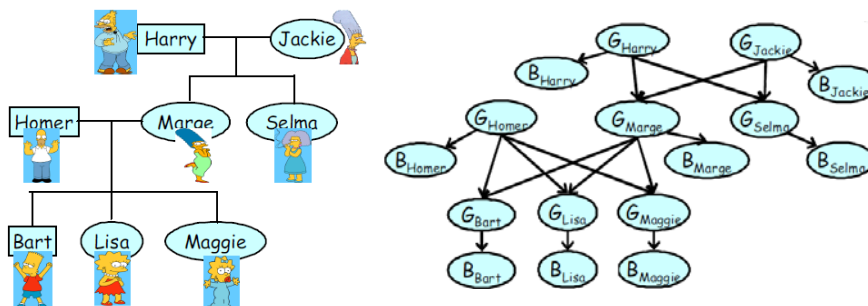 Harry
Jackie
Homer
Marge
Selma
Bart
Lisa
Maggie
G_Harry
G_Jackie
B_Harry
B_Jackie
G_Homer
G_Marge
G_Selma
B_Homer
B_Marge
B_Selma
G_Bart
G_Lisa
G_Maggie
B_Bart
B_Lisa
B_Maggie